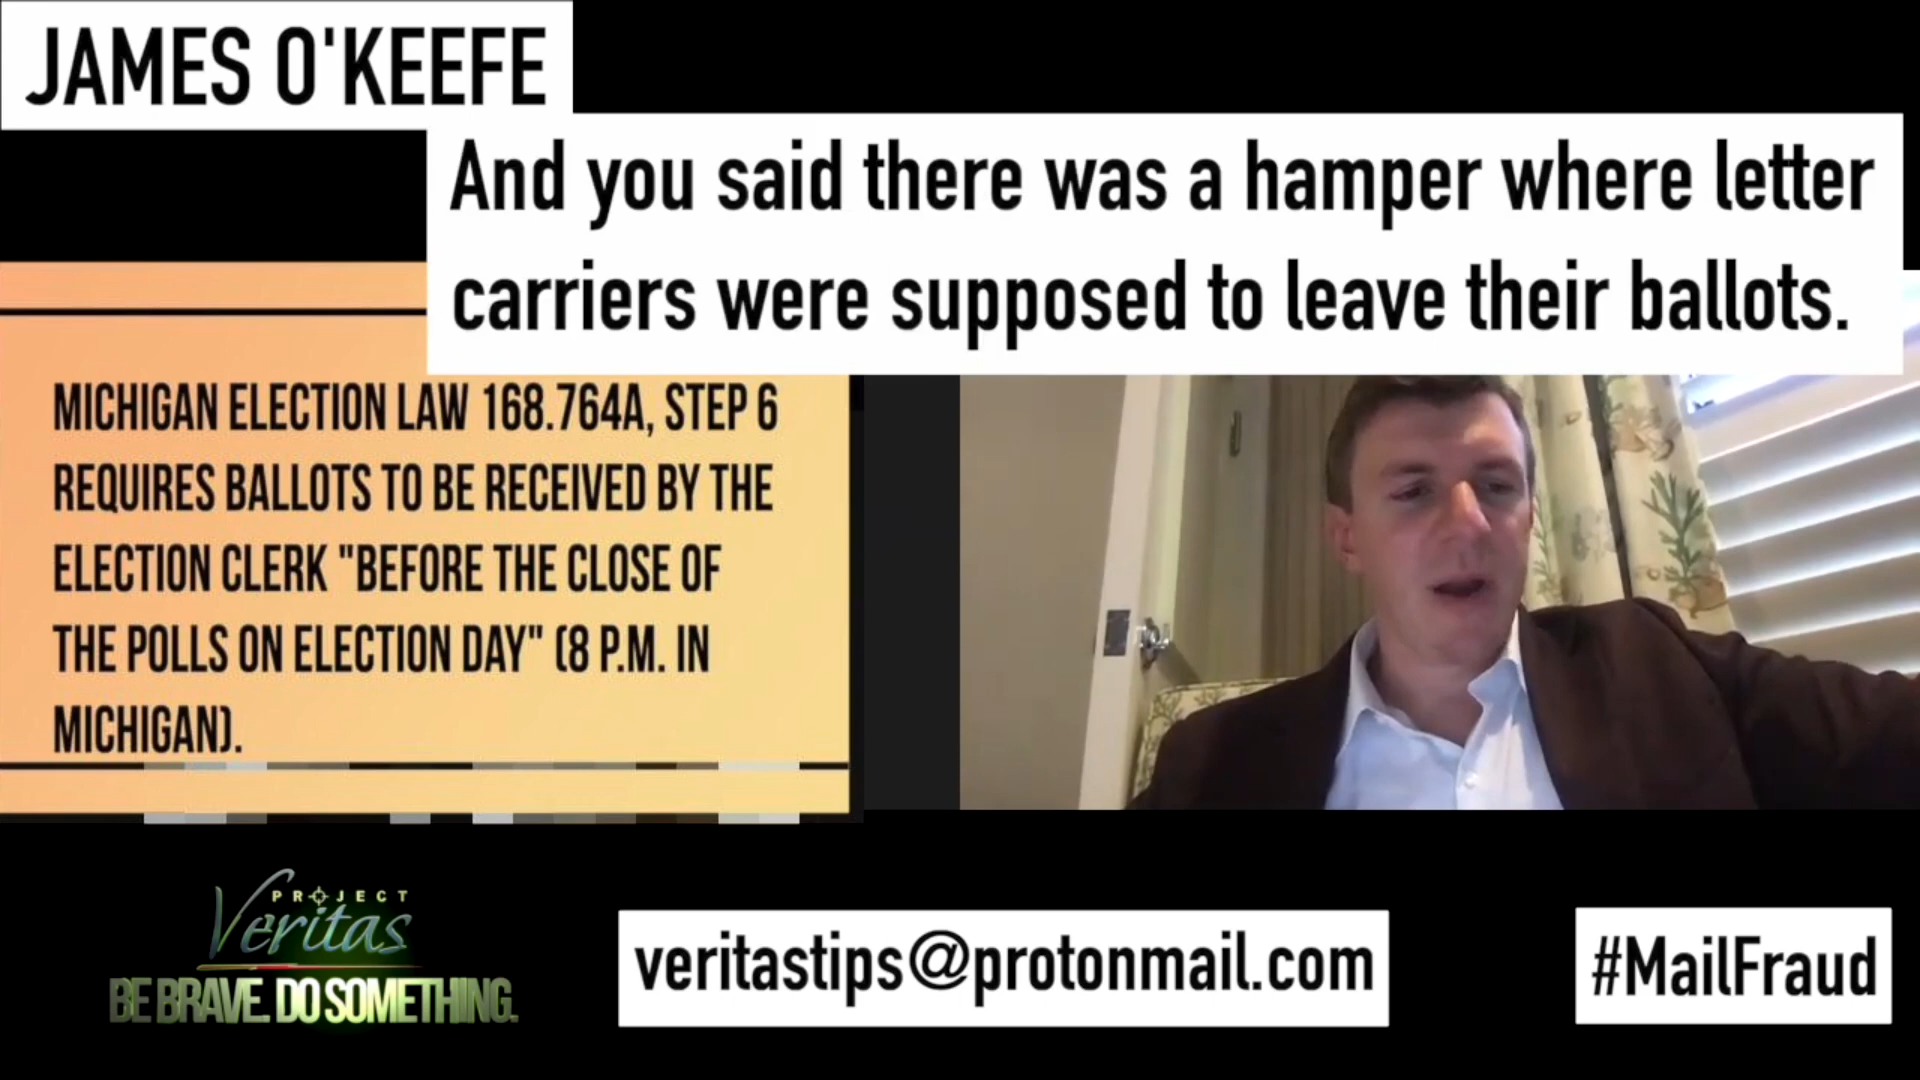 JAMES O'KEEFE
And you said there was a hamper where letter
carriers were supposed to leave their ballots.
MICHIGAN ELECTION LAW 168.764A, STEP 6
REQUIRES BALLOTS TO BE RECEIVED BY THE
ELECTION CLERK "BEFORE THE CLOSE OF
THE POLLS ON ELECTION DAY" (8 P.M. IN
MICHIGAN).
PROJECT
Veritas
BE BRAVE. DO SOMETHING.
veritastips@protonmail.com
#MailFraud